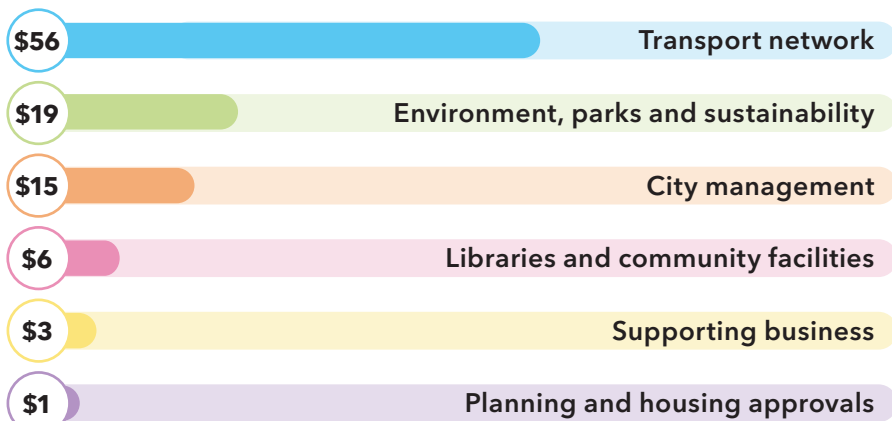 $56 Transport network
$19 Environment, parks and sustainability
$15 City management
$6 Libraries and community facilities
$3 Supporting business
$1 Planning and housing approvals